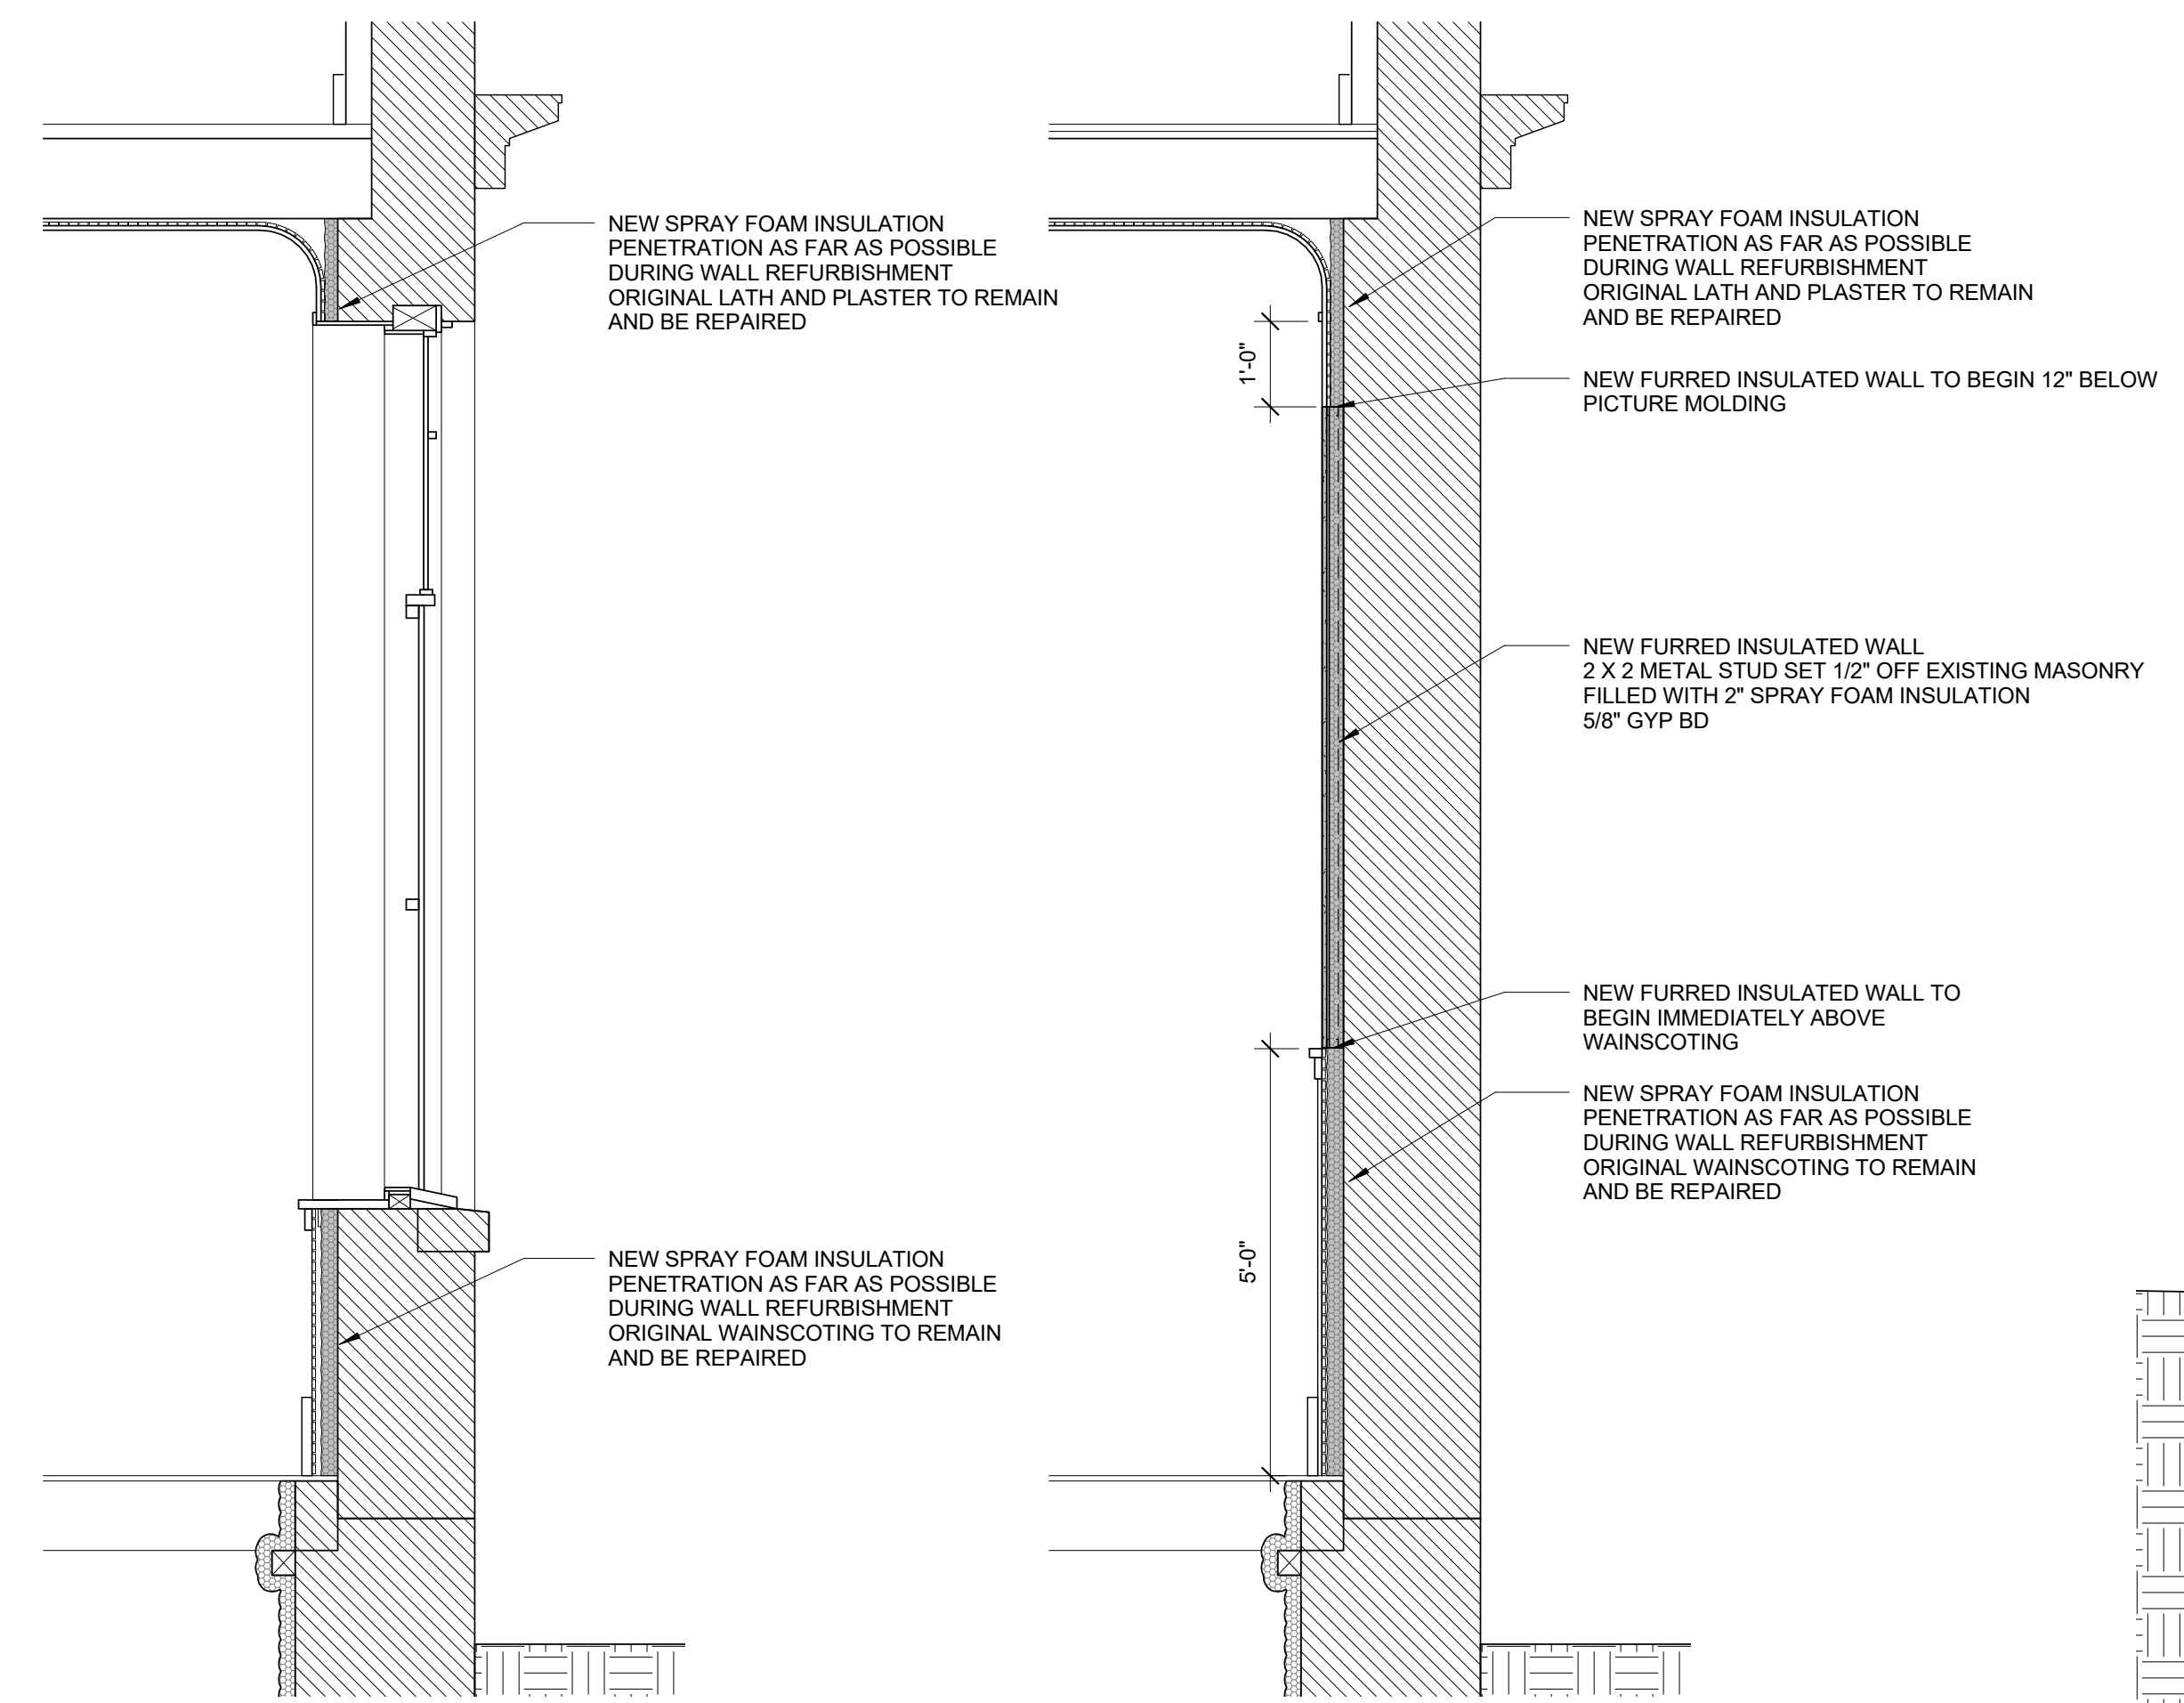 NEW SPRAY FOAM INSULATION
PENETRATION AS FAR AS POSSIBLE
DURING WALL REFURBISHMENT
ORIGINAL LATH AND PLASTER TO REMAIN
AND BE REPAIRED
NEW SPRAY FOAM INSULATION
PENETRATION AS FAR AS POSSIBLE
DURING WALL REFURBISHMENT
ORIGINAL WAINSCOTING TO REMAIN
AND BE REPAIRED
1'-0"
5'-0"
NEW SPRAY FOAM INSULATION
PENETRATION AS FAR AS POSSIBLE
DURING WALL REFURBISHMENT
ORIGINAL LATH AND PLASTER TO REMAIN
AND BE REPAIRED
NEW FURRED INSULATED WALL TO BEGIN 12" BELOW
PICTURE MOLDING
NEW FURRED INSULATED WALL
2 X 2 METAL STUD SET 1/2" OFF EXISTING MASONRY
FILLED WITH 2" SPRAY FOAM INSULATION
5/8" GYP BD
NEW FURRED INSULATED WALL TO
BEGIN IMMEDIATELY ABOVE
WAINSCOTING
NEW SPRAY FOAM INSULATION
PENETRATION AS FAR AS POSSIBLE
DURING WALL REFURBISHMENT
ORIGINAL WAINSCOTING TO REMAIN
AND BE REPAIRED